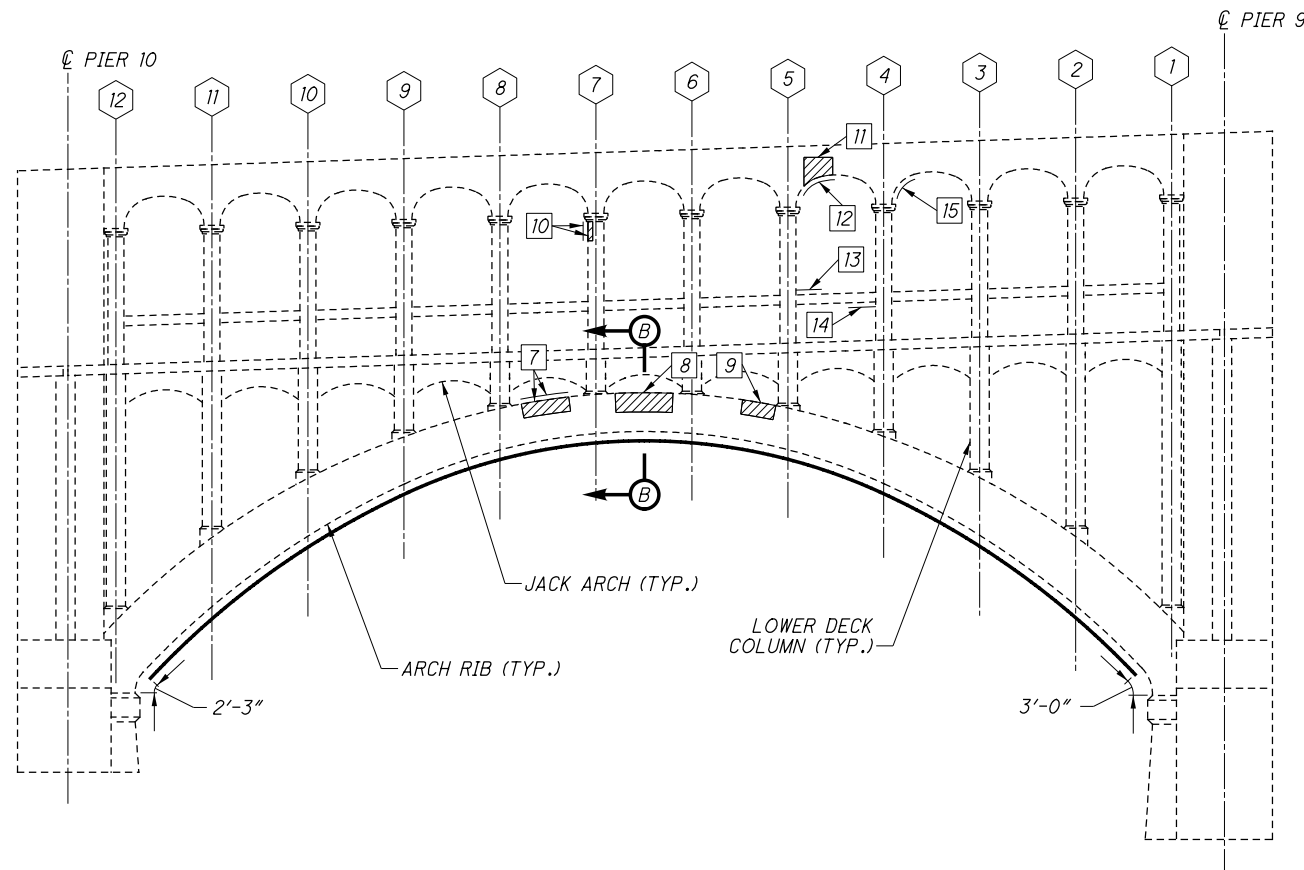 ℄ PIER 9
℄ PIER 10
12 11 10 9 8 7 6 5 4 3 2 1
11
12
15
10
13
14
B
7
8
9
B
JACK ARCH (TYP.)
LOWER DECK
COLUMN (TYP.)
ARCH RIB (TYP.)
2'-3"
3'-0"